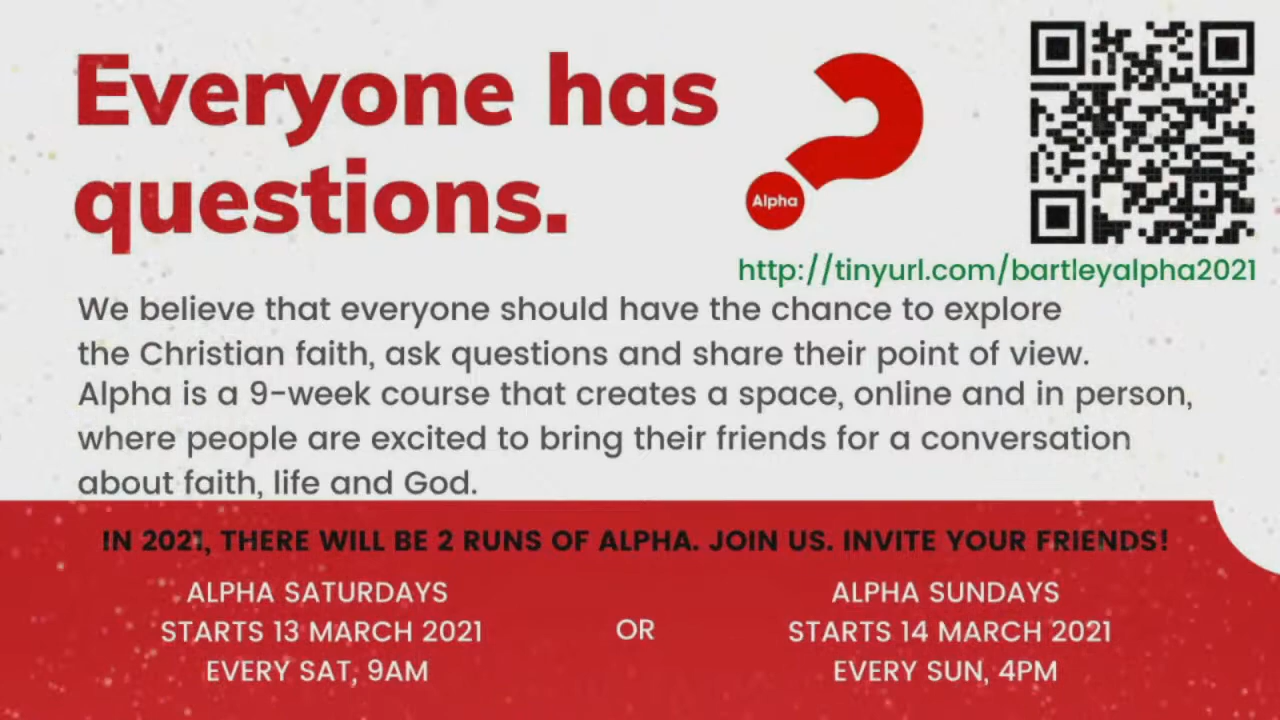 Everyone has
questions.
Alpha
http://tinyurl.com/bartleyalpha2021
We believe that everyone should have the chance to explore
the Christian faith, ask questions and share their point of view.
Alpha is a 9-week course that creates a space, online and in person,
where people are excited to bring their friends for a conversation
about faith, life and God.
IN 2021, THERE WILL BE 2 RUNS OF ALPHA. JOIN US. INVITE YOUR FRIENDS!
ALPHA SATURDAYS
STARTS 13 MARCH 2021
EVERY SAT, 9AM
OR
ALPHA SUNDAYS
STARTS 14 MARCH 2021
EVERY SUN, 4PM